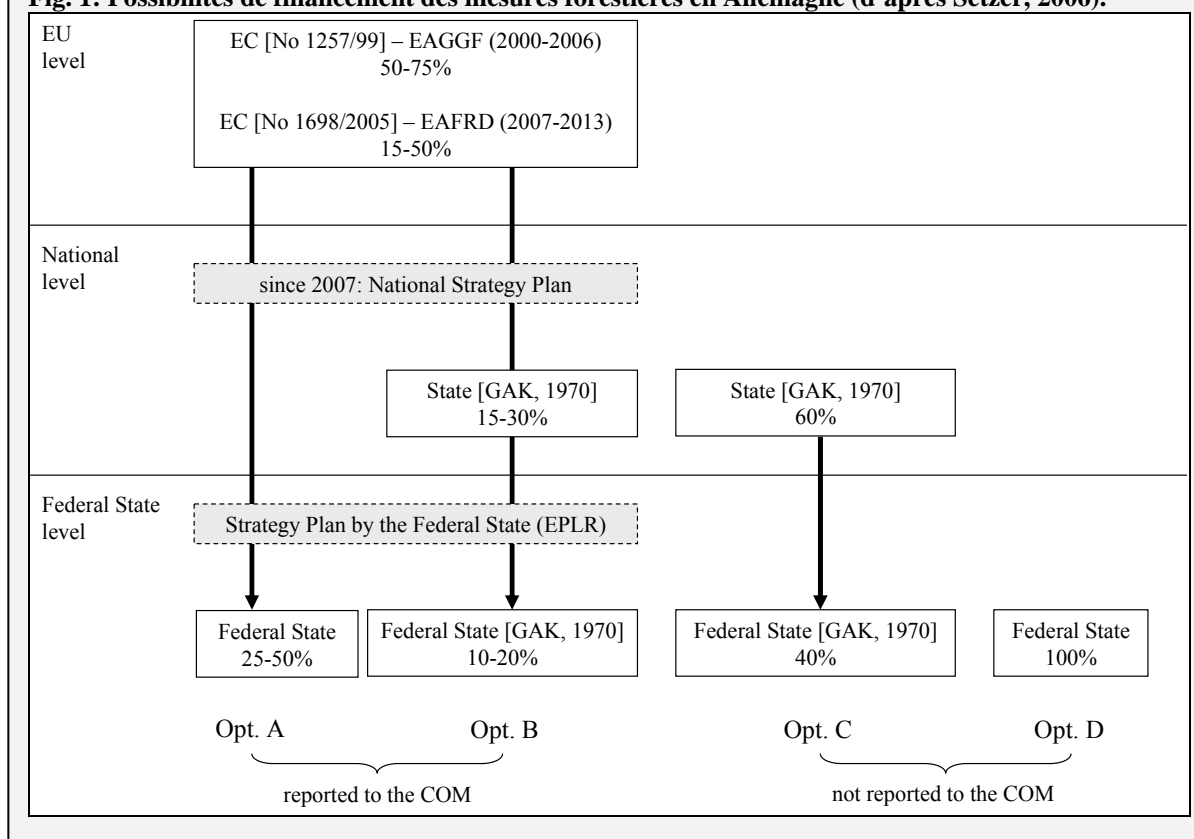 Fig. 1: Possibilités de financement des mesures forestières en Allemagne (d'après Setzer, 2006).
EU
level
EC [No 1257/99] – EAGGF (2000-2006)
50-75%
EC [No 1698/2005] – EAFRD (2007-2013)
15-50%
National
level
since 2007: National Strategy Plan
State [GAK, 1970]
15-30%
State [GAK, 1970]
60%
Federal State
level
Strategy Plan by the Federal State (EPLR)
Federal State
25-50%
Federal State [GAK, 1970]
10-20%
Federal State [GAK, 1970]
40%
Federal State
100%
Opt. A
Opt. B
Opt. C
Opt. D
reported to the COM
not reported to the COM